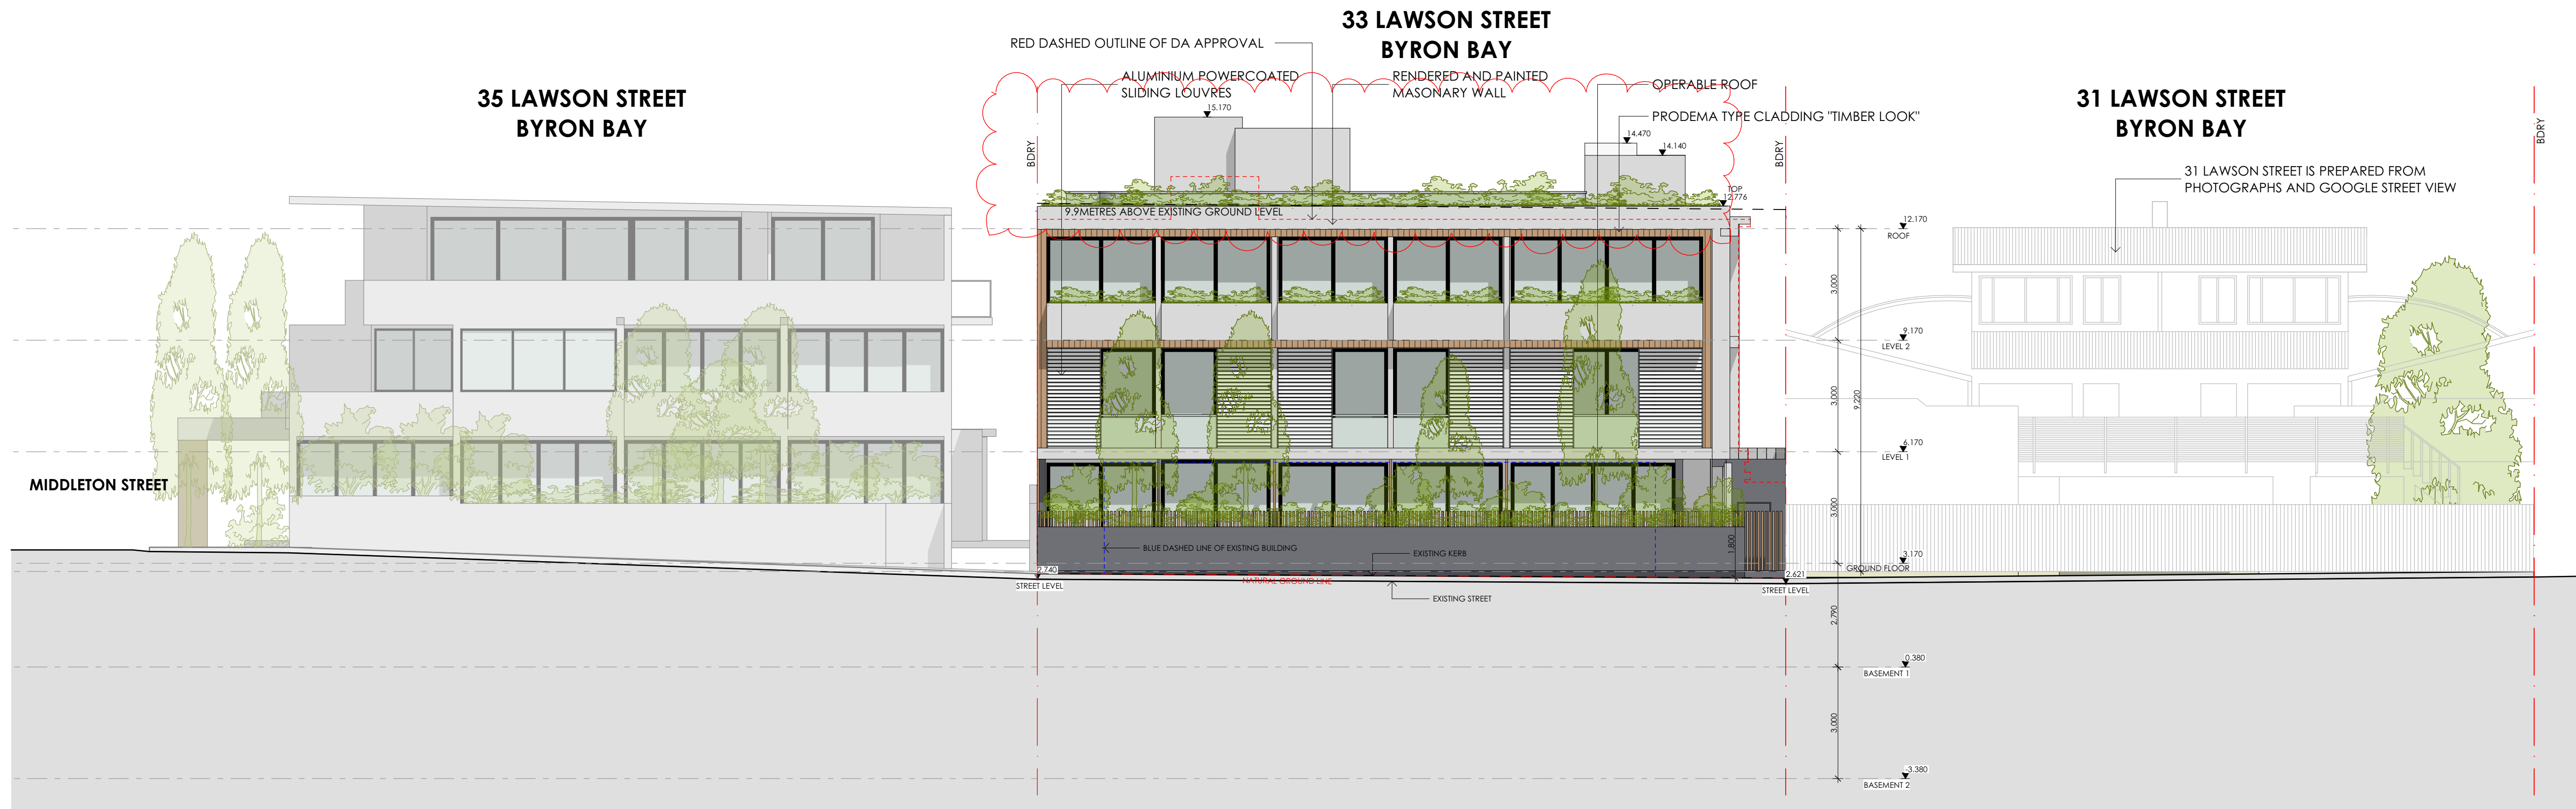 33 LAWSON STREET
BYRON BAY
RED DASHED OUTLINE OF DA APPROVAL
ALUMINIUM POWERCOATED
SLIDING LOUVRES
RENDERED AND PAINTED
MASONARY WALL
OPERABLE ROOF
PRODEMA TYPE CLADDING "TIMBER LOOK"
35 LAWSON STREET
BYRON BAY
31 LAWSON STREET
BYRON BAY
31 LAWSON STREET IS PREPARED FROM
PHOTOGRAPHS AND GOOGLE STREET VIEW
BDRY
BDRY
BDRY
15.170
14.470
14.140
TOP
12.776
9.9METRES ABOVE EXISTING GROUND LEVEL
12.170
ROOF
3,000
9.170
LEVEL 2
3,000
9,220
6.170
LEVEL 1
3,000
3.170
GROUND FLOOR
MIDDLETON STREET
BLUE DASHED LINE OF EXISTING BUILDING
EXISTING KERB
1,800
2.740
STREET LEVEL
NATURAL GROUND LINE
2.621
STREET LEVEL
EXISTING STREET
2,790
0.380
BASEMENT 1
3,000
-3.380
BASEMENT 2